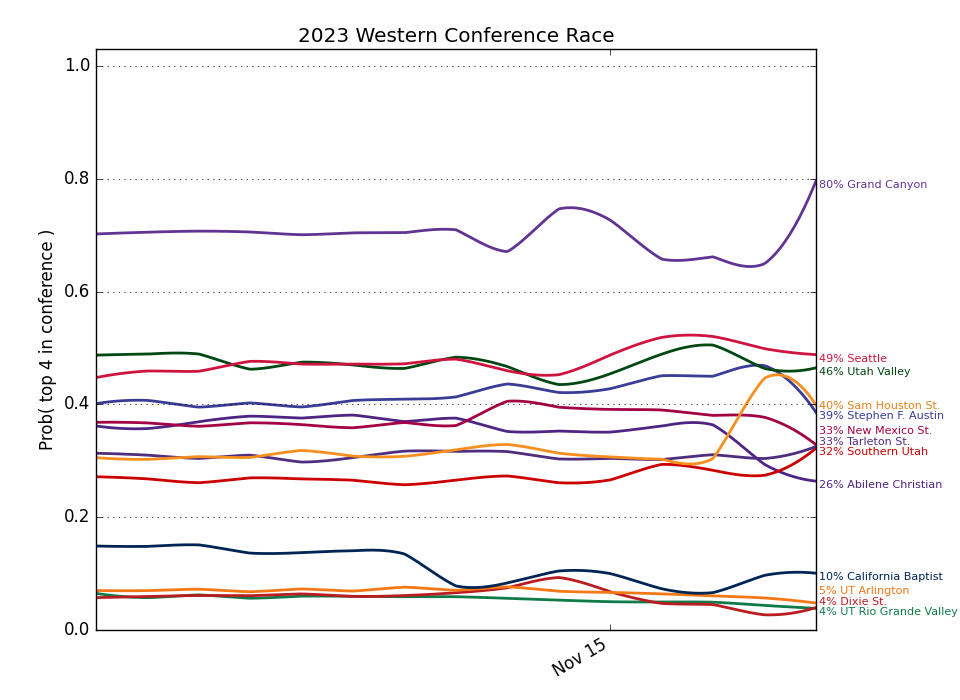 2023 Western Conference Race
1.0
0.8
0.6
0.4
0.2
0.0
Prob( top 4 in conference )
Nov 15
80% Grand Canyon
49% Seattle
46% Utah Valley
40% Sam Houston St.
39% Stephen F. Austin
33% New Mexico St.
33% Tarleton St.
32% Southern Utah
26% Abilene Christian
10% California Baptist
5% UT Arlington
4% Dixie St.
4% UT Rio Grande Valley